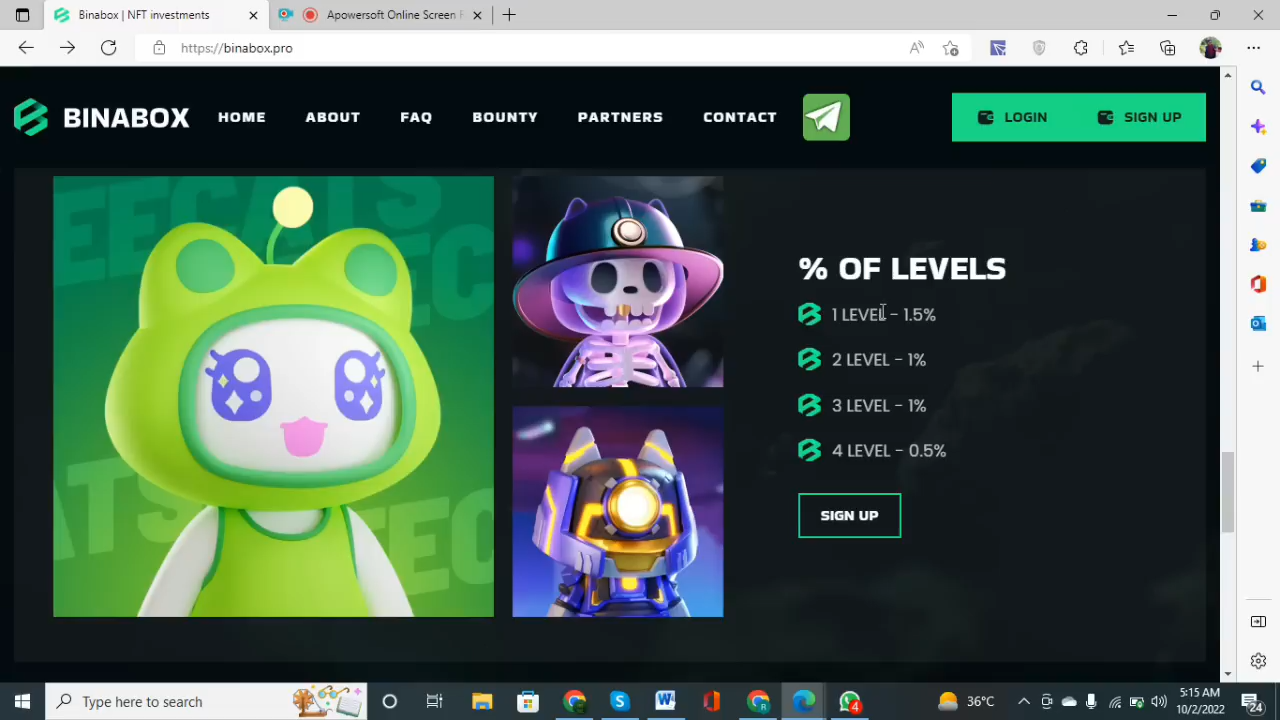 Binabox | NFT investments
Apowersoft Online Screen R
https://binabox.pro
BINABOX
HOME
ABOUT
FAQ
BOUNTY
PARTNERS
CONTACT
LOGIN
SIGN UP
% OF LEVELS
1 LEVEL - 1.5%
2 LEVEL - 1%
3 LEVEL - 1%
4 LEVEL - 0.5%
SIGN UP
Type here to search
4
36°C
5:15 AM
10/2/2022
24